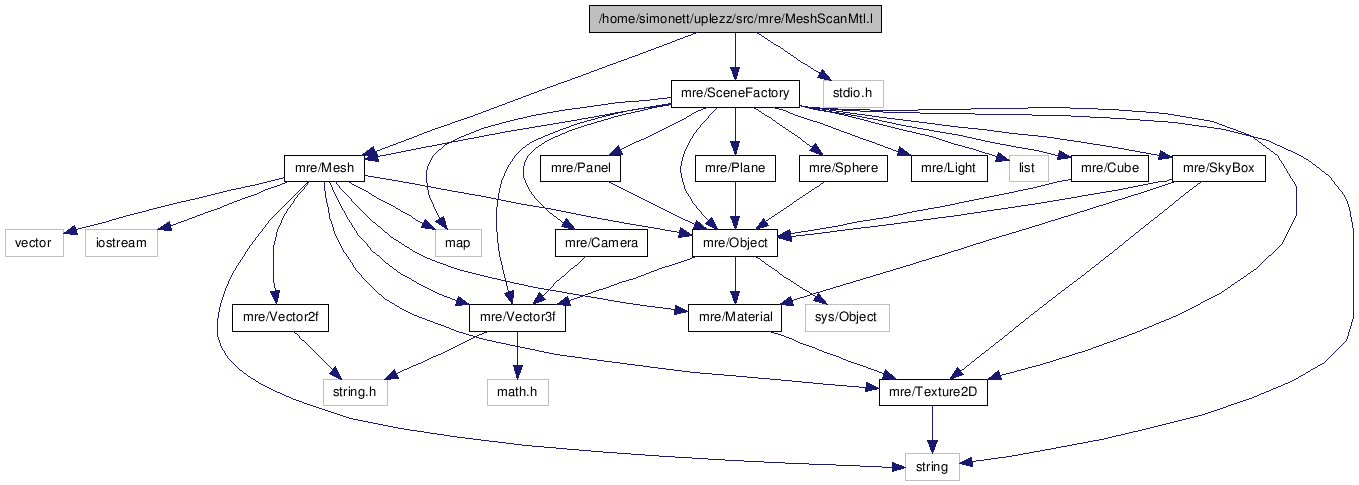 /home/simonett/uplezz/src/mre/MeshScanMtl.l
mre/SceneFactory
stdio.h
mre/Mesh
mre/Panel
mre/Plane
mre/Sphere
mre/Light
list
mre/Cube
mre/SkyBox
vector
iostream
map
mre/Camera
mre/Object
mre/Vector2f
mre/Vector3f
mre/Material
sys/Object
string.h
math.h
mre/Texture2D
string